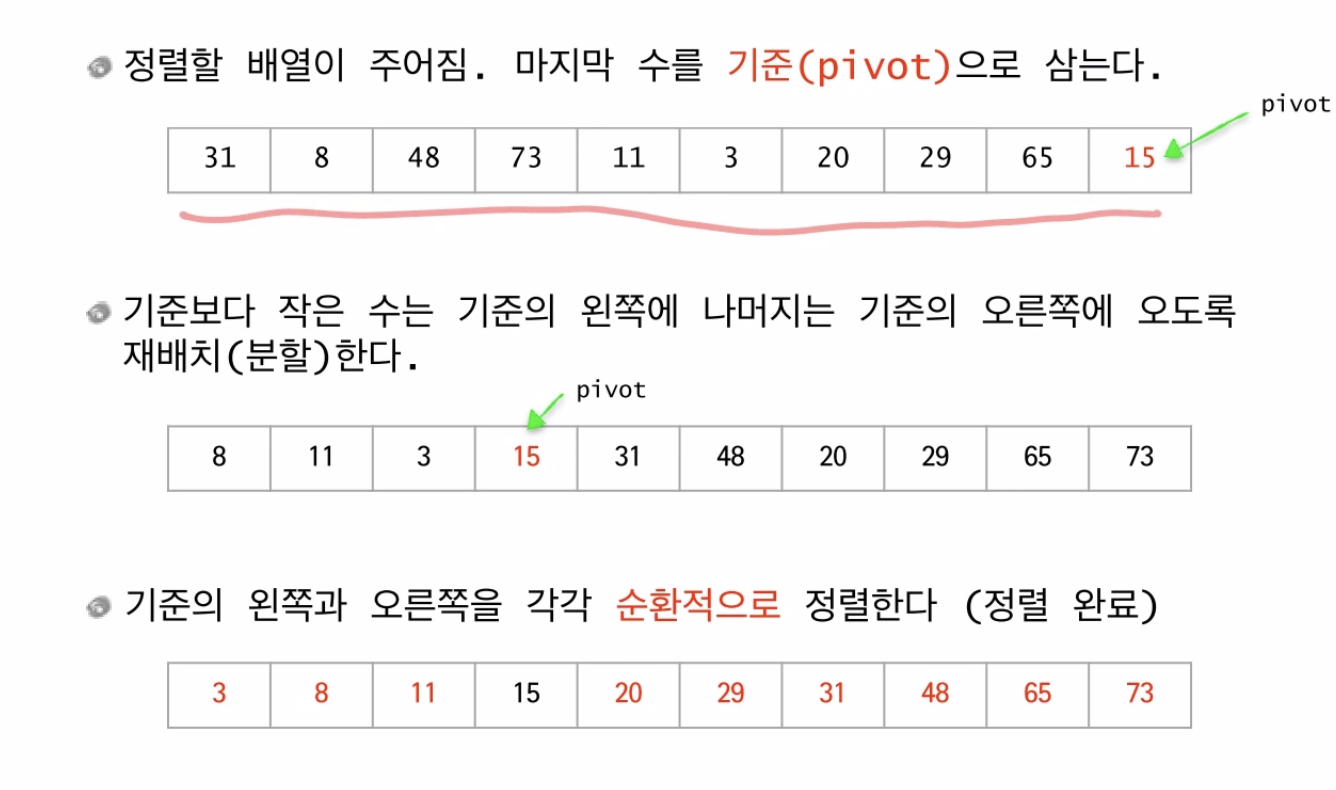 정렬할 배열이 주어짐. 마지막 수를 기준(pivot)으로 삼는다.
pivot
31 8 48 73 11 3 20 29 65 15
기준보다 작은 수는 기준의 왼쪽에 나머지는 기준의 오른쪽에 오도록
재배치(분할)한다.
pivot
8 11 3 15 31 48 20 29 65 73
기준의 왼쪽과 오른쪽을 각각 순환적으로 정렬한다 (정렬 완료)
3 8 11 15 20 29 31 48 65 73